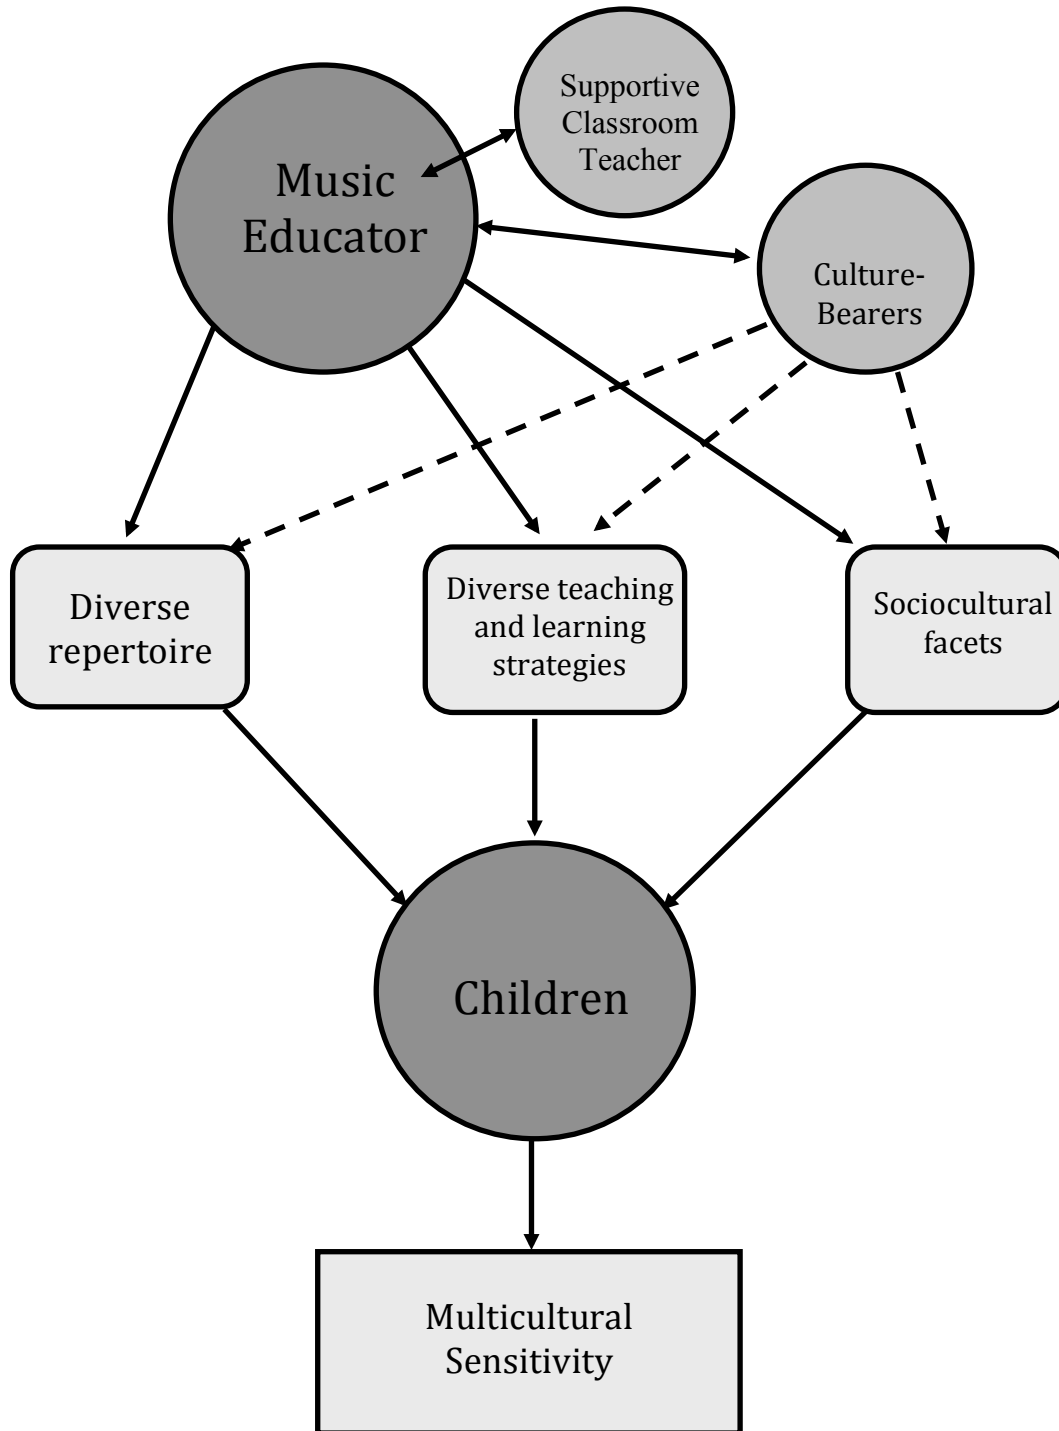 Supportive
Classroom
Teacher
Music
Educator
Culture-
Bearers
Diverse
repertoire
Diverse teaching
and learning
strategies
Sociocultural
facets
Children
Multicultural
Sensitivity